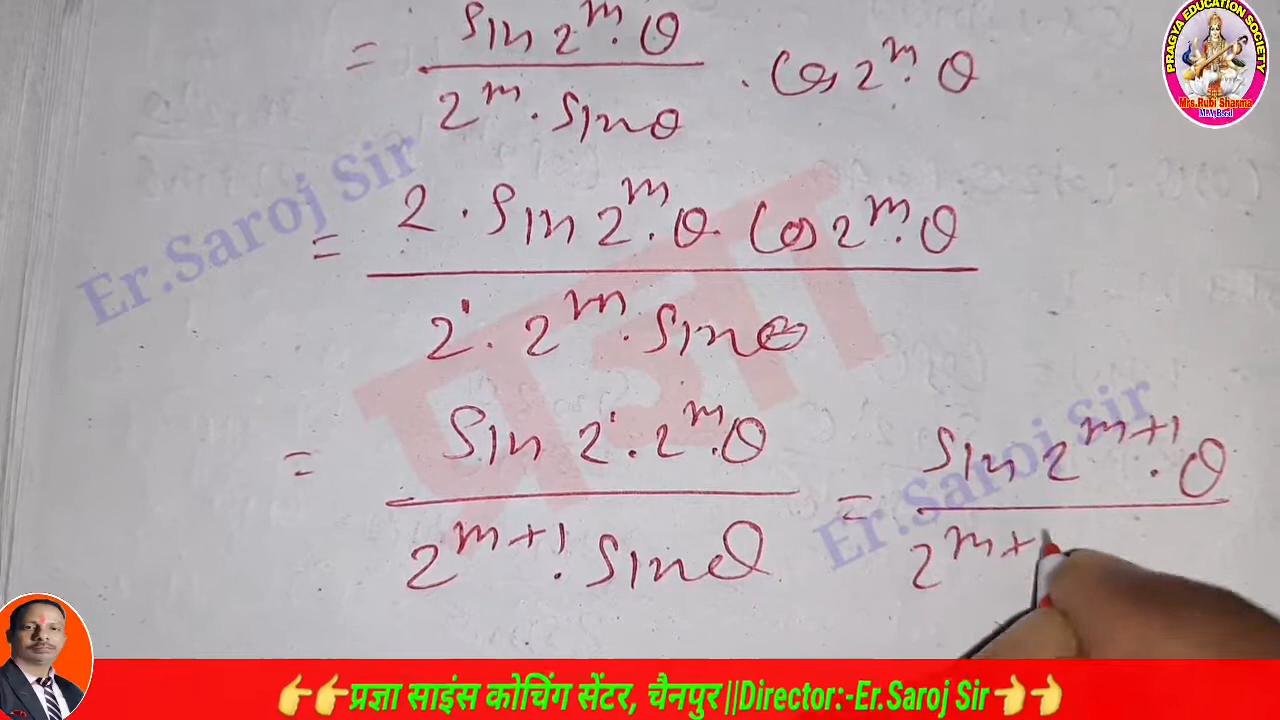 = sin 2^m . θ / 2^m . sinθ . cos 2^m . θ
= 2 . sin 2^m . θ . cos 2^m . θ / 2^1 . 2^m . sinθ
= sin 2^1 . 2^m . θ / 2^(m+1) . sinθ = sin 2^(m+1) . θ / 2^(m+
Er.Saroj Sir
Er.Saroj Sir
प्रज्ञा
PRAGYA EDUCATION SOCIETY
Mrs.Rubi Sharma
👉👉प्रज्ञा साइंस कोचिंग सेंटर, चैनपुर||Director:-Er.Saroj Sir👈👈